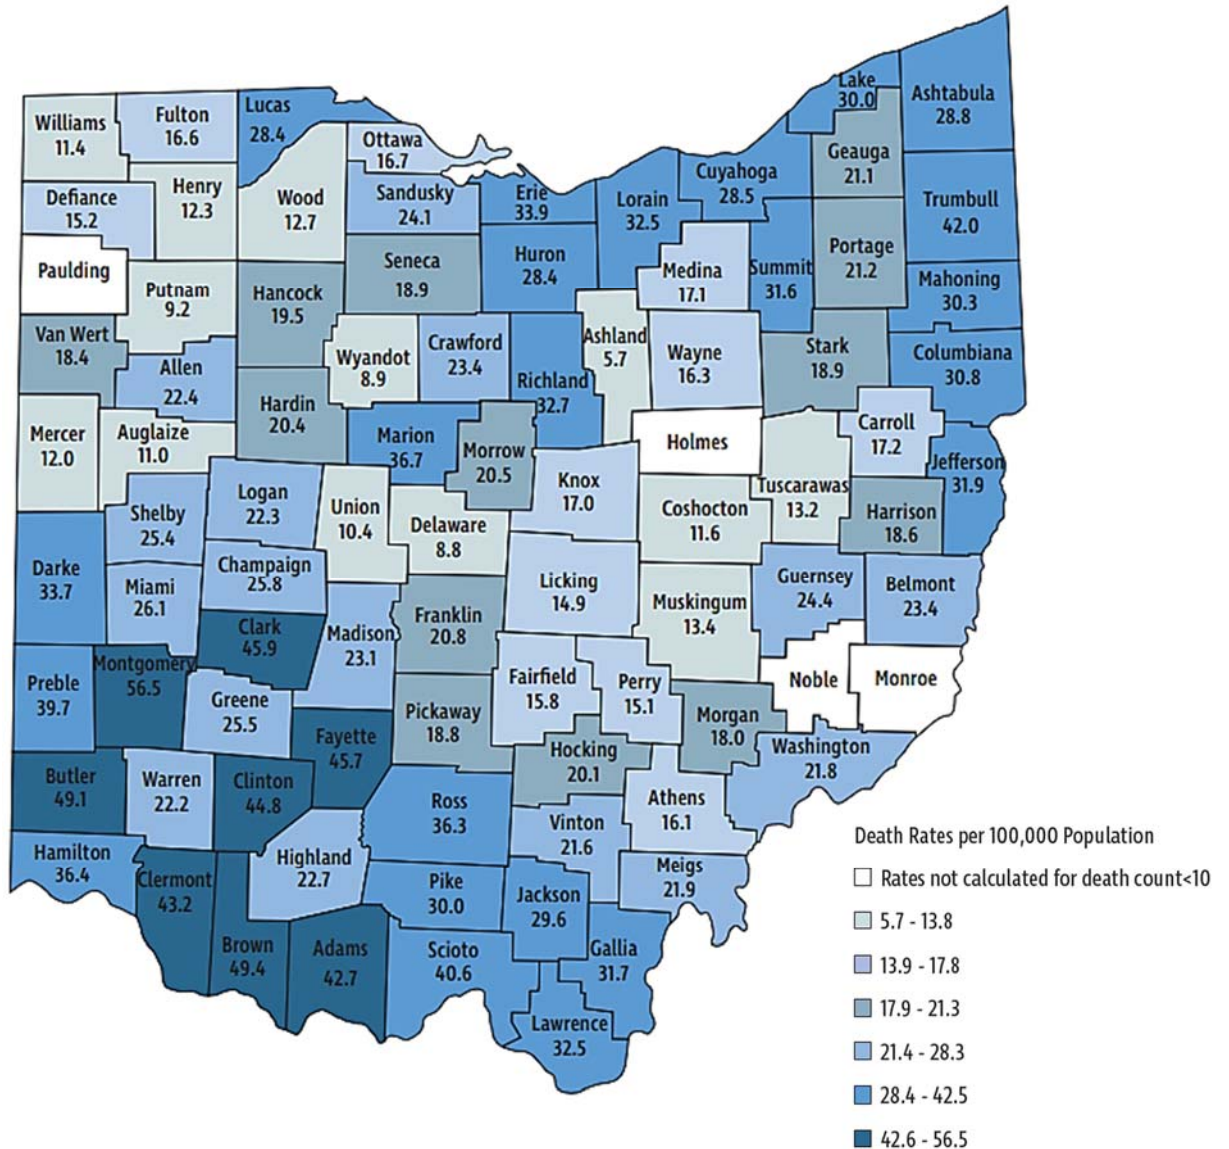 Lake
30.0
Ashtabula
28.8
Williams
11.4
Fulton
16.6
Lucas
28.4
Ottawa
16.7
Geauga
21.1
Cuyahoga
28.5
Defiance
15.2
Henry
12.3
Wood
12.7
Sandusky
24.1
Erie
33.9
Lorain
32.5
Trumbull
42.0
Paulding
Putnam
9.2
Hancock
19.5
Seneca
18.9
Huron
28.4
Medina
17.1
Summit
31.6
Portage
21.2
Mahoning
30.3
Van Wert
18.4
Allen
22.4
Wyandot
8.9
Crawford
23.4
Richland
32.7
Ashland
5.7
Wayne
16.3
Stark
18.9
Columbiana
30.8
Mercer
12.0
Auglaize
11.0
Hardin
20.4
Marion
36.7
Morrow
20.5
Holmes
Carroll
17.2
Jefferson
31.9
Shelby
25.4
Logan
22.3
Union
10.4
Delaware
8.8
Knox
17.0
Coshocton
11.6
Tuscarawas
13.2
Harrison
18.6
Darke
33.7
Miami
26.1
Champaign
25.8
Licking
14.9
Muskingum
13.4
Guernsey
24.4
Belmont
23.4
Clark
45.9
Madison
23.1
Franklin
20.8
Preble
39.7
Montgomery
56.5
Greene
25.5
Fayette
45.7
Pickaway
18.8
Fairfield
15.8
Perry
15.1
Morgan
18.0
Noble
Monroe
Butler
49.1
Warren
22.2
Clinton
44.8
Ross
36.3
Hocking
20.1
Athens
16.1
Washington
21.8
Hamilton
36.4
Clermont
43.2
Highland
22.7
Pike
30.0
Vinton
21.6
Meigs
21.9
Brown
49.4
Adams
42.7
Scioto
40.6
Jackson
29.6
Gallia
31.7
Lawrence
32.5
Death Rates per 100,000 Population
Rates not calculated for death count<10
5.7 - 13.8
13.9 - 17.8
17.9 - 21.3
21.4 - 28.3
28.4 - 42.5
42.6 - 56.5